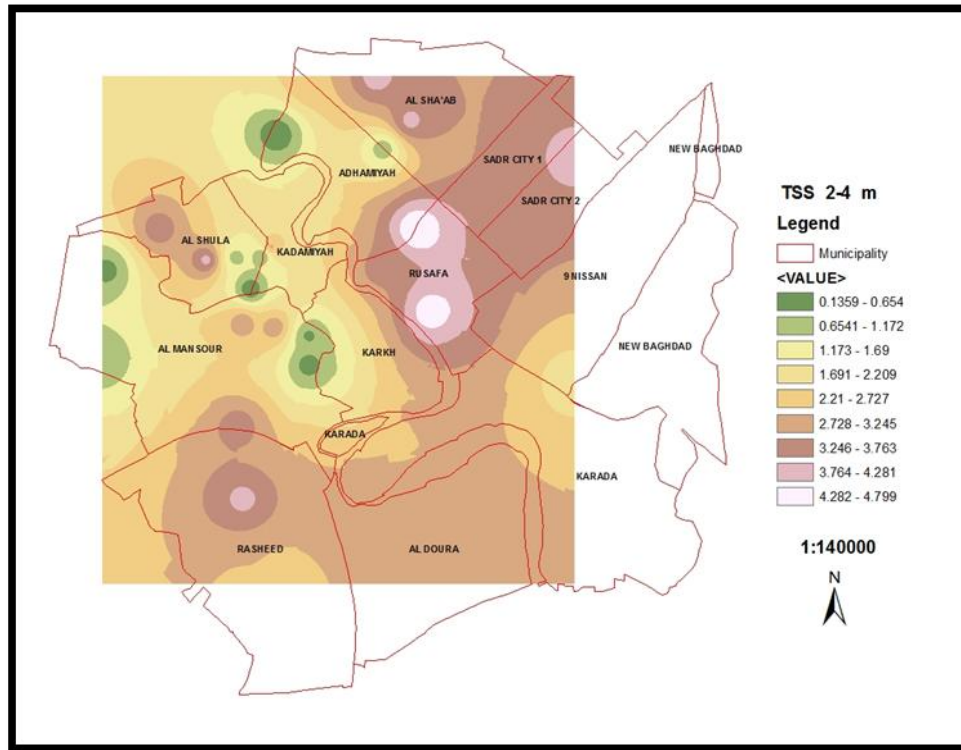 AL SHA'AB
NEW BAGHDAD
SADR CITY 1
ADHAMIYAH
SADR CITY 2
AL SHULA
KADAMIYAH
RUSAFA
9 NISSAN
AL MANSOUR
KARKH
NEW BAGHDAD
KARADA
KARADA
RASHEED
AL DOURA
TSS 2-4 m
Legend
Municipality
<VALUE>
0.1359 - 0.654
0.6541 - 1.172
1.173 - 1.69
1.691 - 2.209
2.21 - 2.727
2.728 - 3.245
3.246 - 3.763
3.764 - 4.281
4.282 - 4.799
1:140000
N